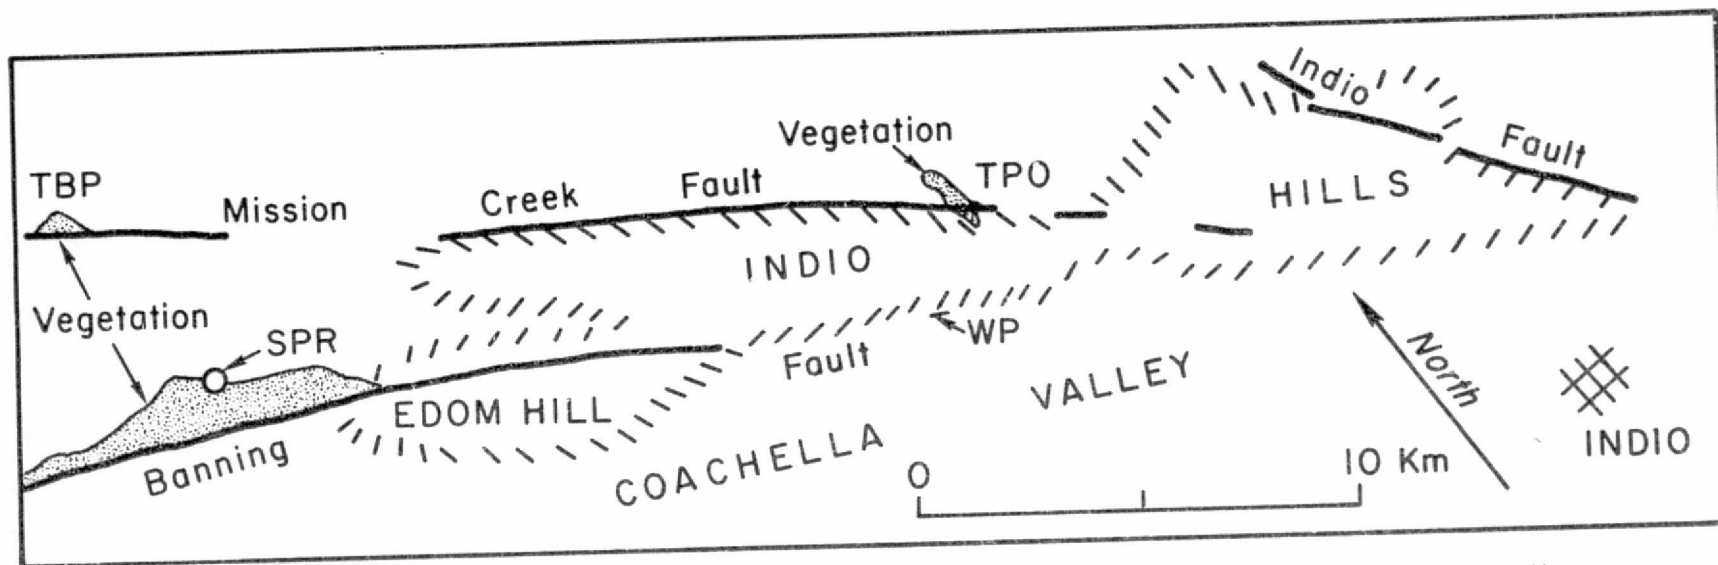 Indio
Fault
Vegetation
TBP
Mission
Creek
Fault
TPO
HILLS
INDIO
Vegetation
SPR
WP
Fault
North
EDOM HILL
VALLEY
Banning
COACHELLA
0
10 Km
INDIO